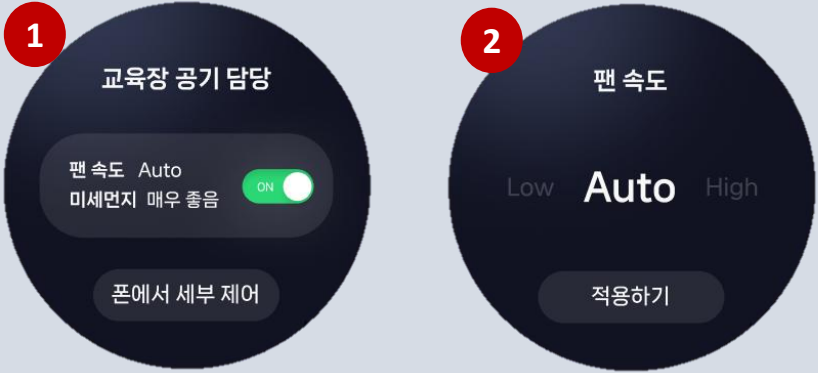 1
교육장 공기 담당
팬 속도 Auto
미세먼지 매우 좋음
ON
폰에서 세부 제어
2
팬 속도
Low Auto High
적용하기